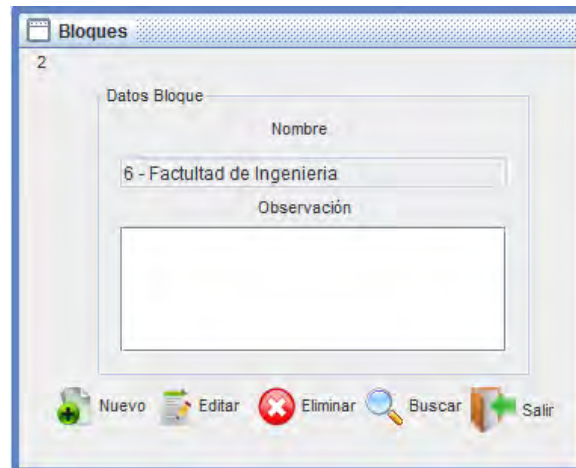 Bloques
2
Datos Bloque
Nombre
6 - Factultad de Ingenieria
Observación
Nuevo Editar Eliminar Buscar Salir